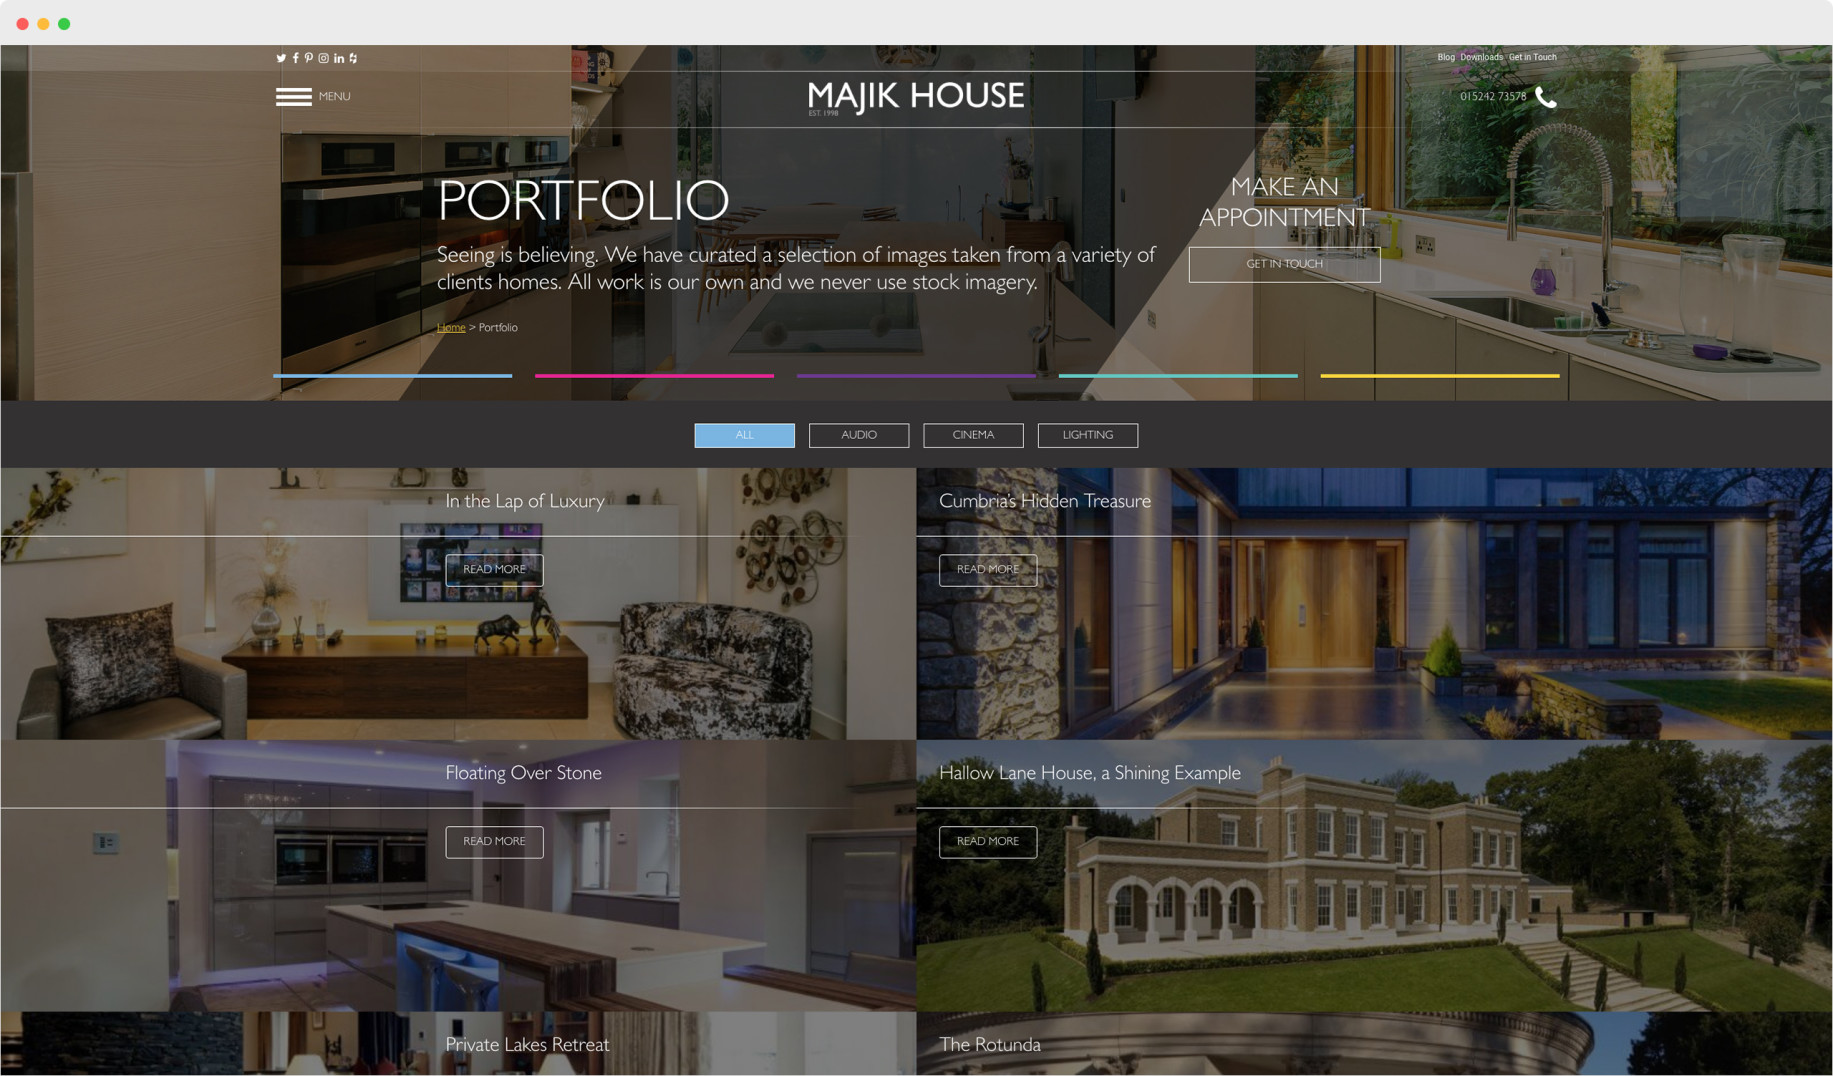 Blog Downloads Get in Touch
MENU
MAJIK HOUSE
EST. 1998
015242 73578
PORTFOLIO
Seeing is believing. We have curated a selection of images taken from a variety of
clients homes. All work is our own and we never use stock imagery.
Home > Portfolio
MAKE AN
APPOINTMENT
GET IN TOUCH
ALL
AUDIO
CINEMA
LIGHTING
In the Lap of Luxury
READ MORE
Cumbria's Hidden Treasure
READ MORE
Floating Over Stone
READ MORE
Hallow Lane House, a Shining Example
READ MORE
Private Lakes Retreat
The Rotunda